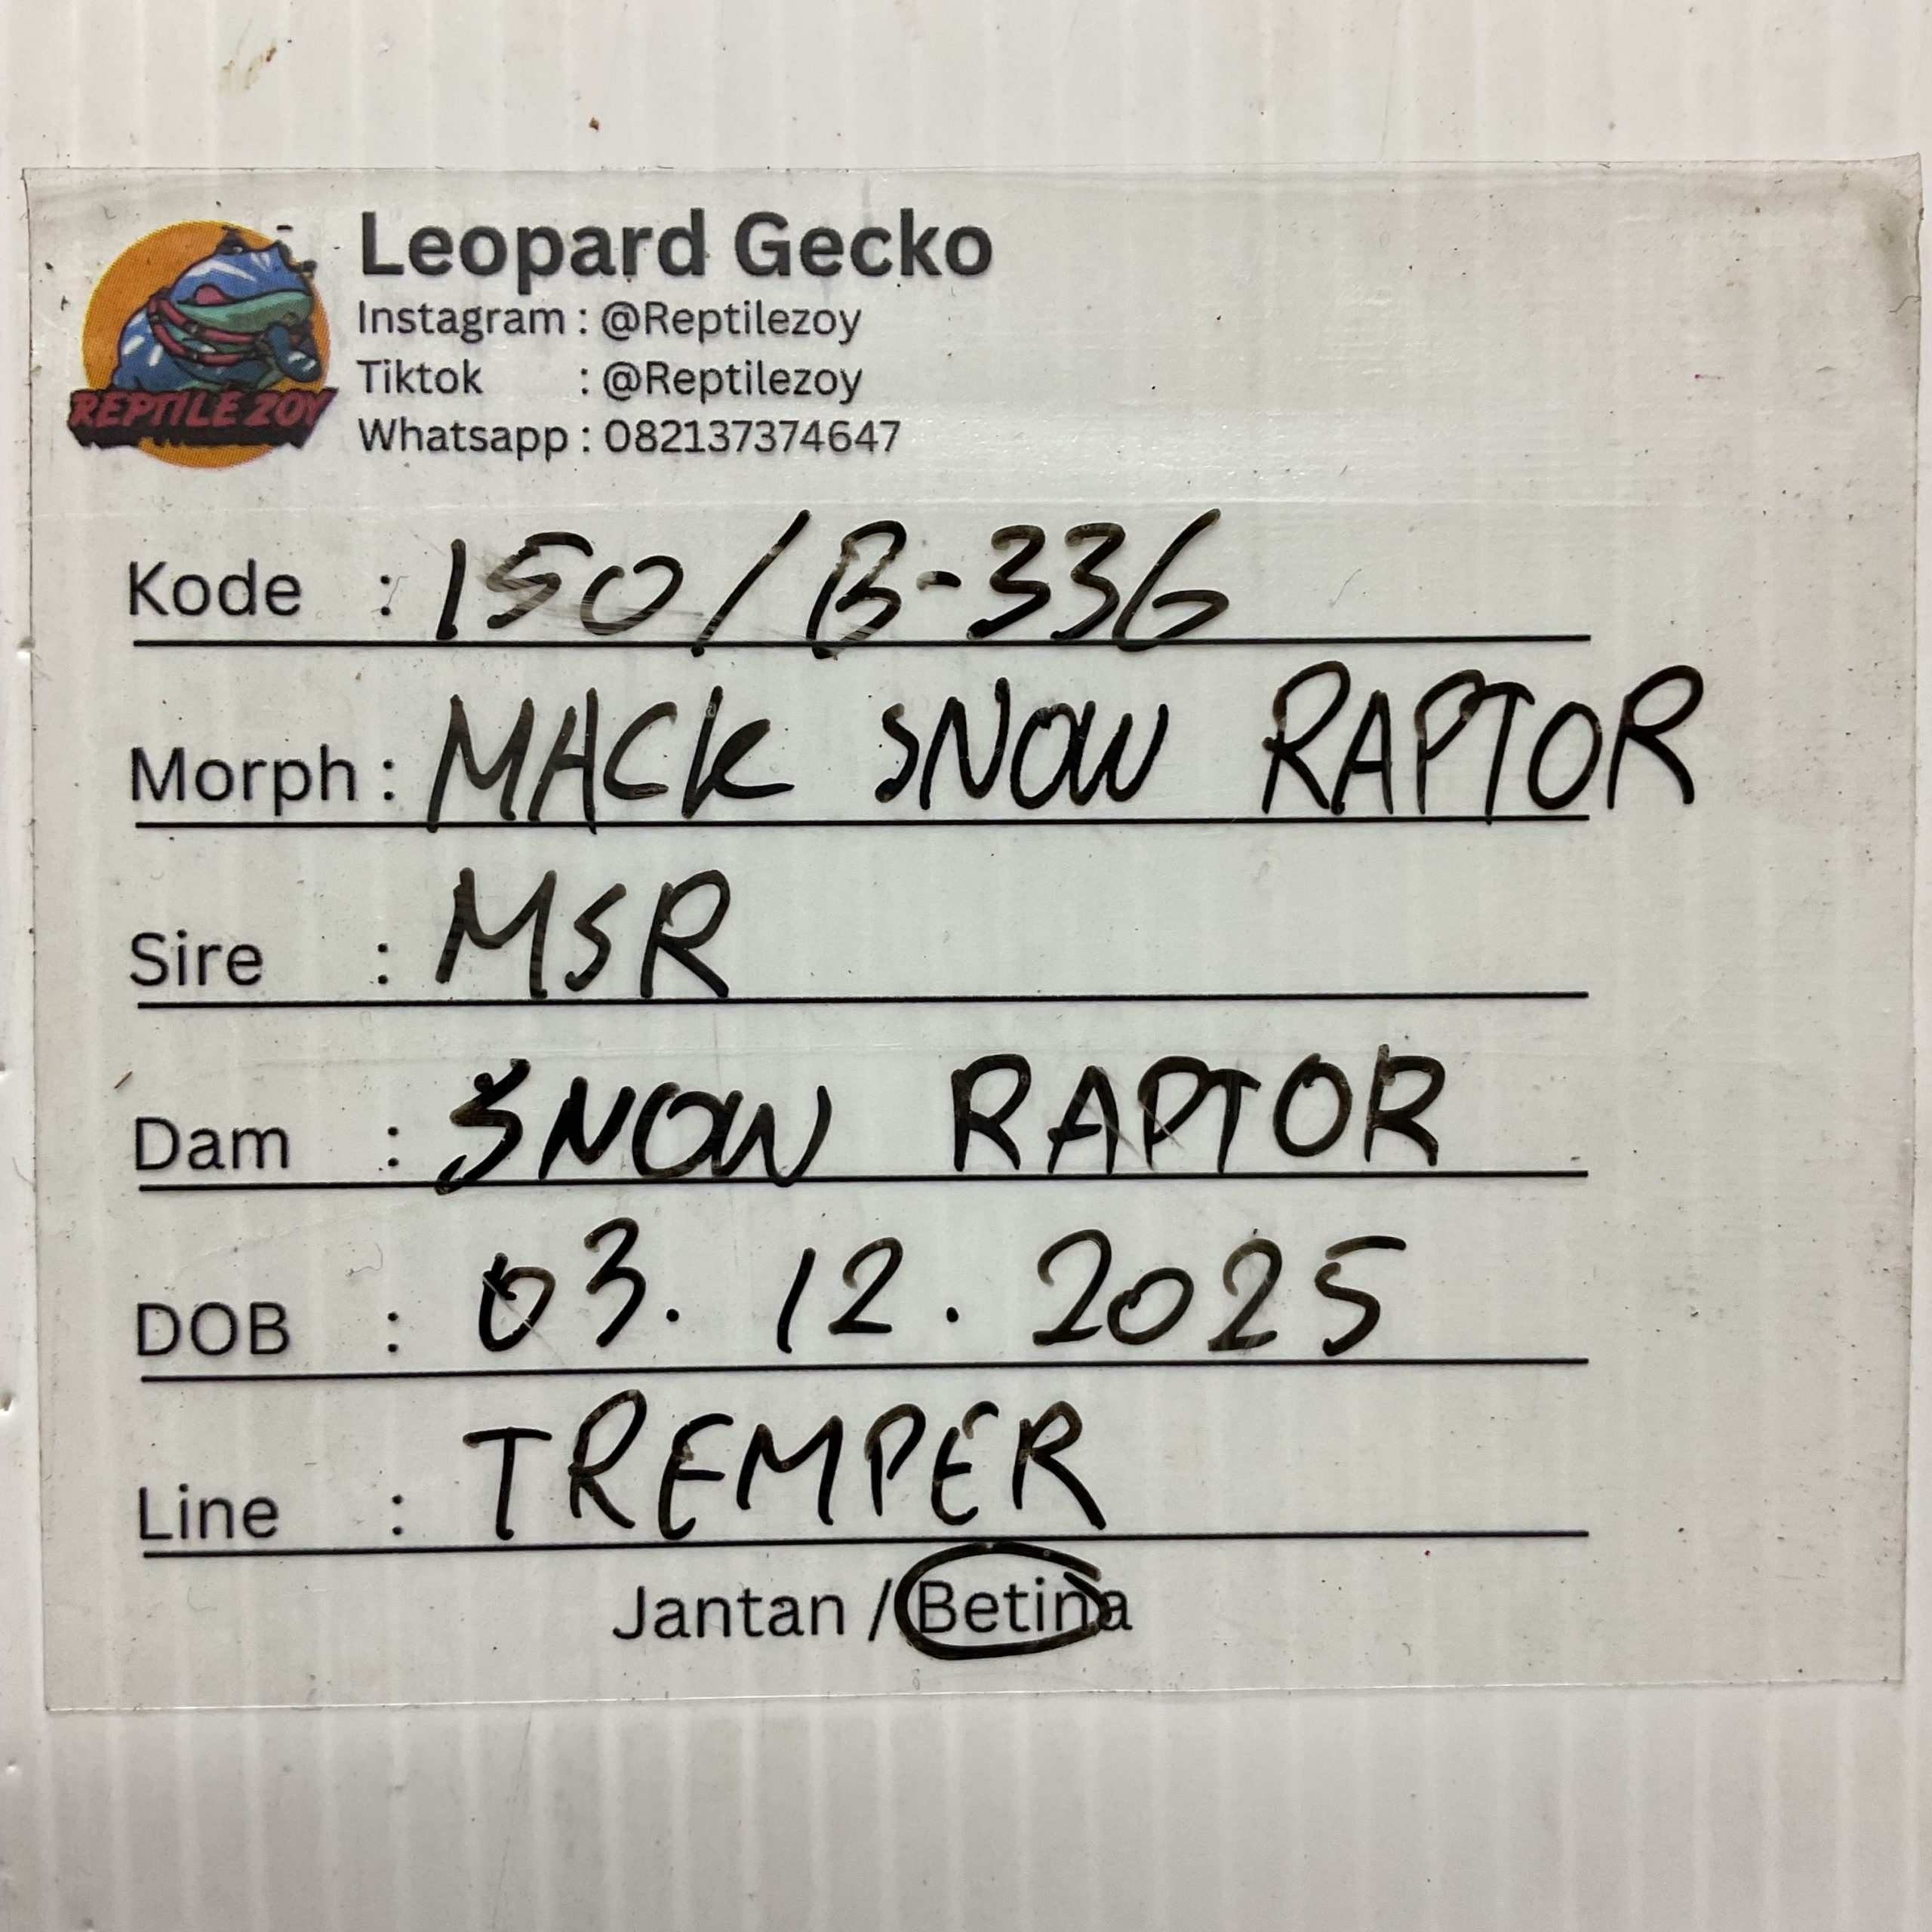 REPTILE ZOY
Leopard Gecko
Instagram : @Reptilezoy
Tiktok : @Reptilezoy
Whatsapp : 082137374647
Kode : 150/B-336
Morph : MACK SNOW RAPTOR
Sire : MSR
Dam : SNOW RAPTOR
DOB : 03.12.2025
Line : TREMPER
Jantan / Betina